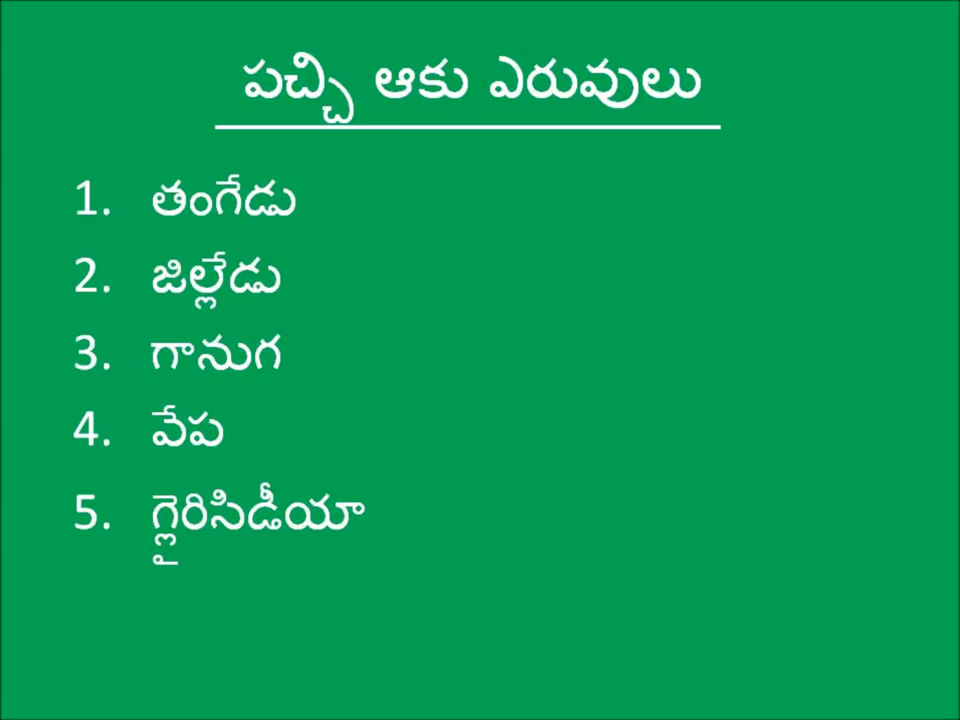 పచ్చి ఆకు ఎరువులు
1. తంగేడు
2. జిల్లేడు
3. గానుగ
4. వేప
5. గ్లైరిసిడీయా